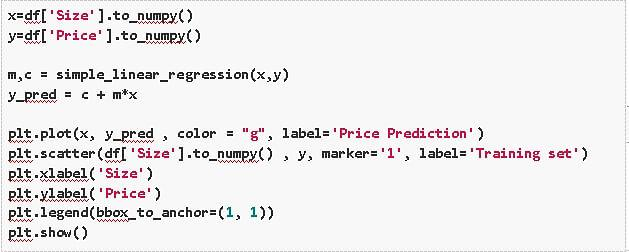 x=df['Size'].to_numpy()
y=df['Price'].to_numpy()
m,c = simple_linear_regression(x,y)
y_pred = c + m*x
plt.plot(x, y_pred , color = "g", label='Price Prediction')
plt.scatter(df['Size'].to_numpy() , y, marker='1', label='Training set')
plt.xlabel('Size')
plt.ylabel('Price')
plt.legend(bbox_to_anchor=(1, 1))
plt.show()